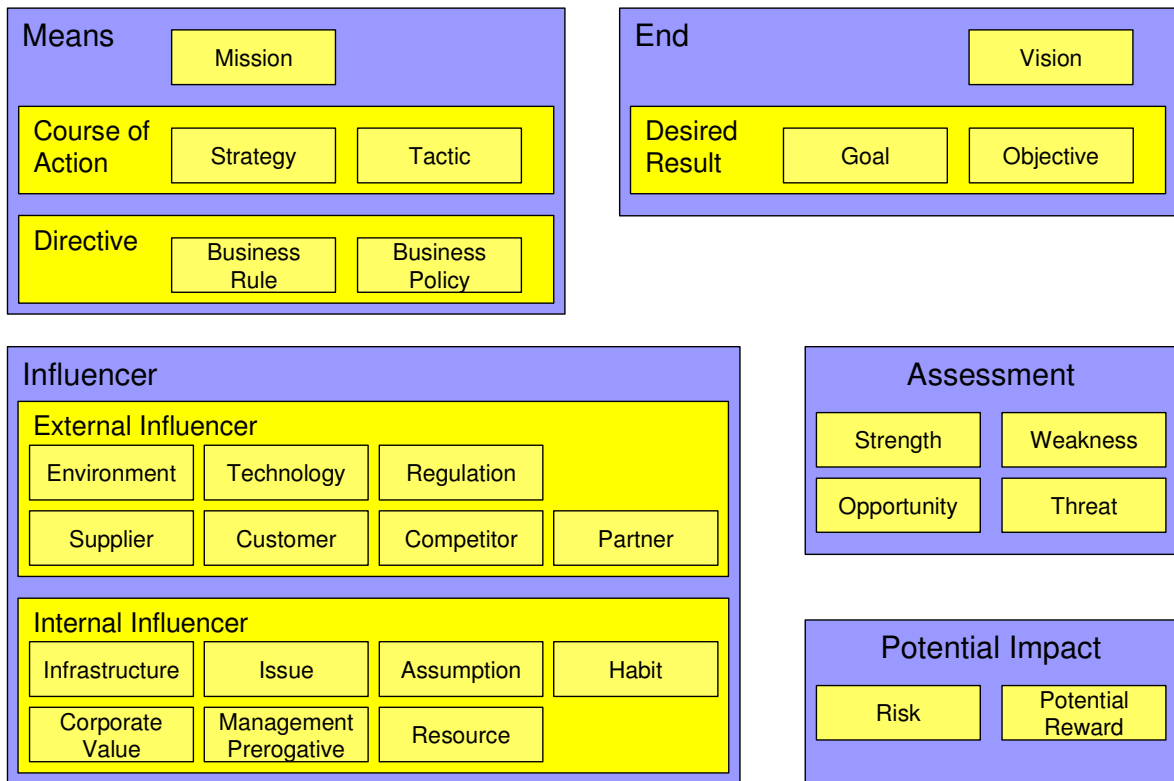 Means
Mission
Course of
Action
Strategy
Tactic
Directive
Business
Rule
Business
Policy
End
Vision
Desired
Result
Goal
Objective
Influencer
External Influencer
Environment
Technology
Regulation
Supplier
Customer
Competitor
Partner
Internal Influencer
Infrastructure
Issue
Assumption
Habit
Corporate
Value
Management
Prerogative
Resource
Assessment
Strength
Weakness
Opportunity
Threat
Potential Impact
Risk
Potential
Reward